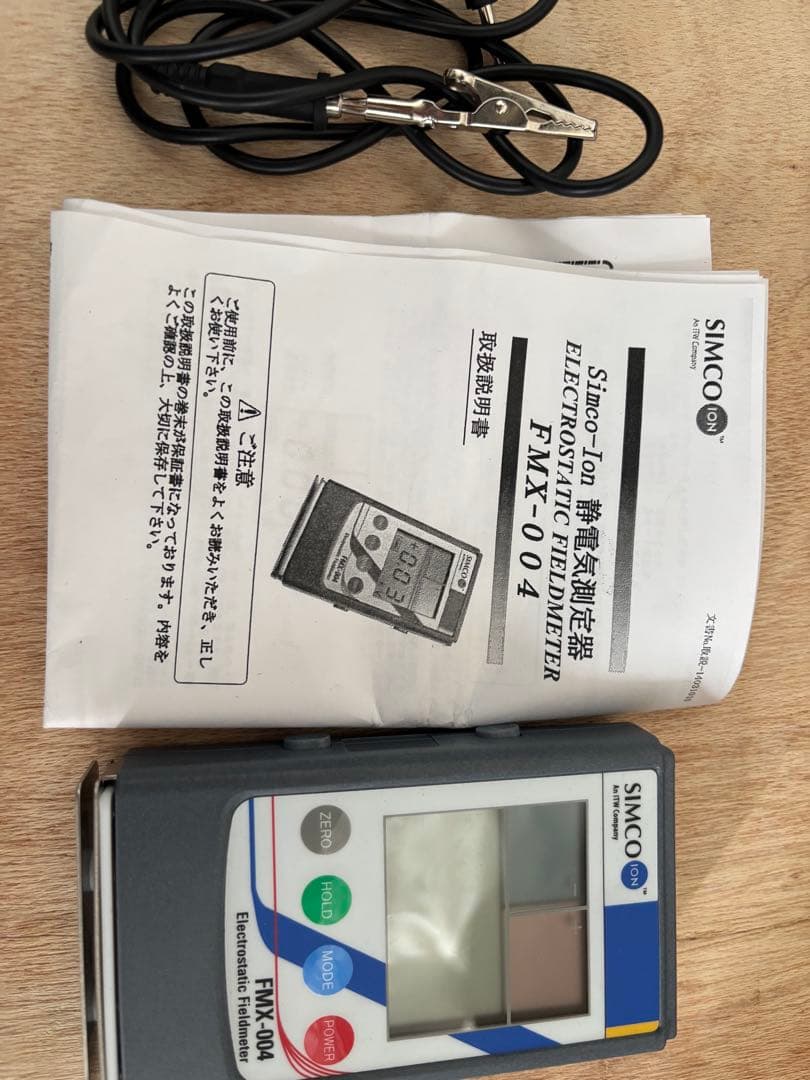 SIMCO ION™
An ITW Company
Simco-Ion 静電気測定器
ELECTROSTATIC FIELDMETER
FMX-004
取扱説明書
SIMCO
FMX-004
⚠ ご注意
ご使用前に、この取扱説明書をよくお読みいただき、正し
くお使い下さい。
この取扱説明書の巻末が保証書になっております。内容を
よくご確認の上、大切に保存して下さい。
SIMCO ION™
An ITW Company
ZERO
HOLD
MODE
POWER
FMX-004
Electrostatic Fieldmeter